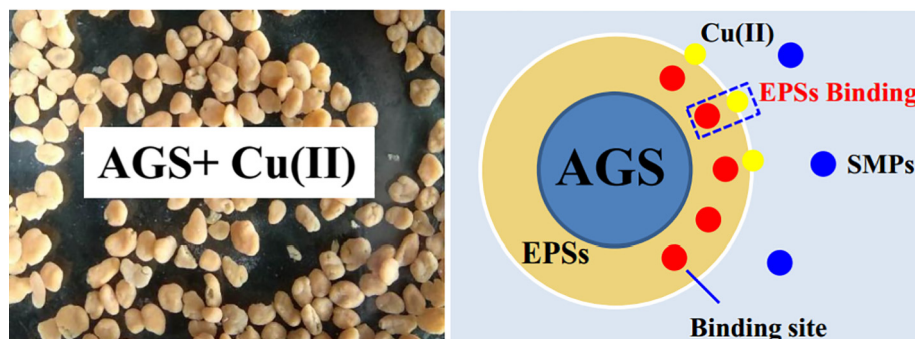 AGS+ Cu(II)
Cu(II)
EPSs Binding
SMPs
AGS
EPSs
Binding site